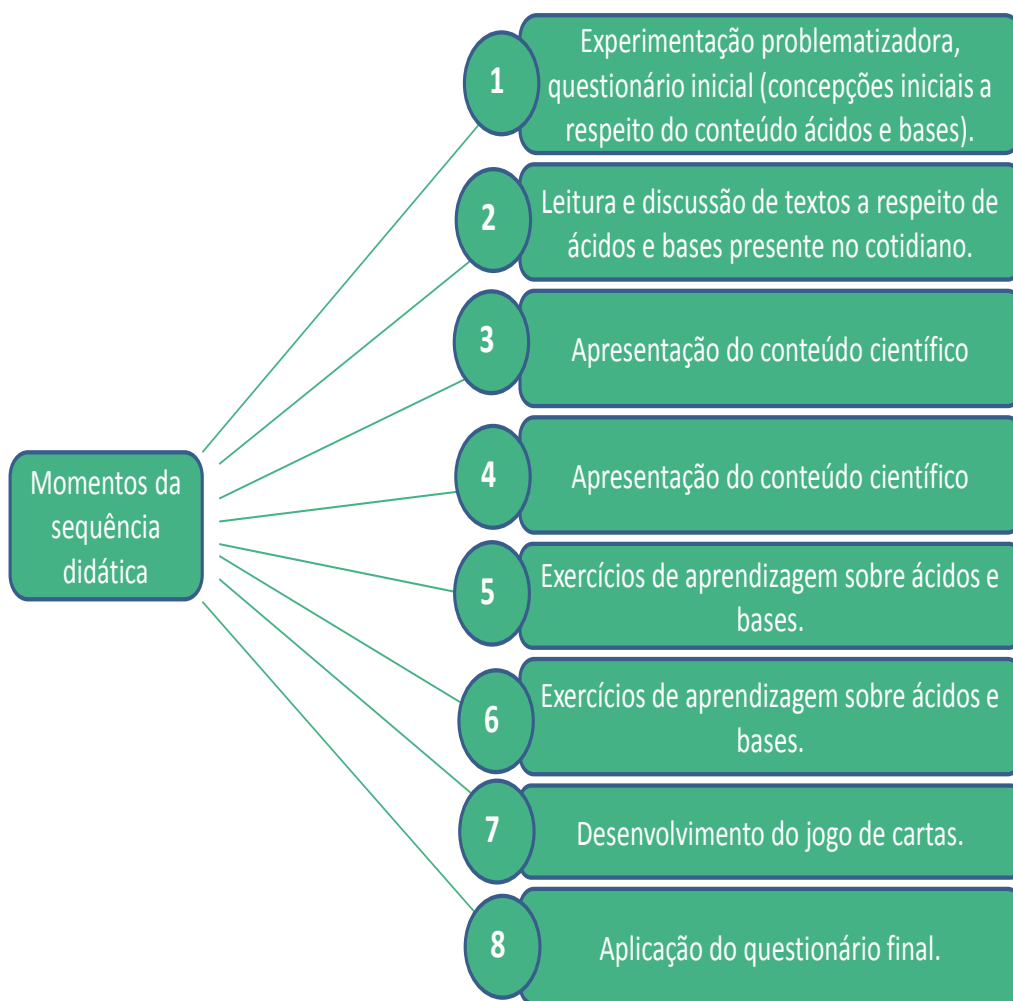 Momentos da
sequência
didática
1
Experimentação problematizadora,
questionário inicial (concepções iniciais a
respeito do conteúdo ácidos e bases).
2
Leitura e discussão de textos a respeito de
ácidos e bases presente no cotidiano.
3
Apresentação do conteúdo científico
4
Apresentação do conteúdo científico
5
Exercícios de aprendizagem sobre ácidos e
bases.
6
Exercícios de aprendizagem sobre ácidos e
bases.
7
Desenvolvimento do jogo de cartas.
8
Aplicação do questionário final.